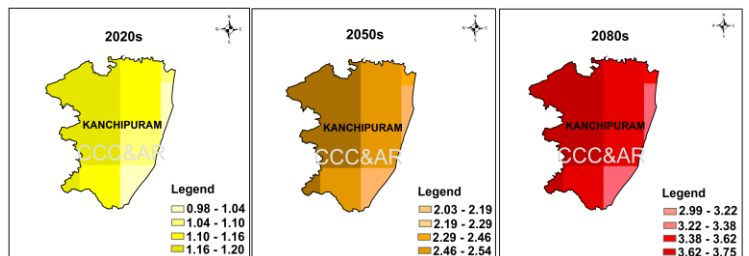 2020s
KANCHIPURAM
CCC&AR
Legend
0.98 - 1.04
1.04 - 1.10
1.10 - 1.16
1.16 - 1.20
2050s
KANCHIPURAM
CCC&AR
Legend
2.03 - 2.19
2.19 - 2.29
2.29 - 2.46
2.46 - 2.54
2080s
KANCHIPURAM
CCC&AR
Legend
2.99 - 3.22
3.22 - 3.38
3.38 - 3.62
3.62 - 3.75